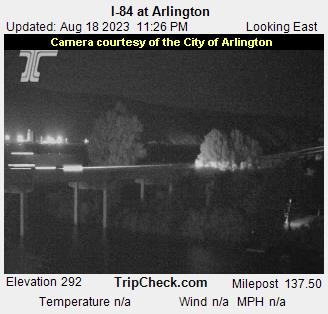 I-84 at Arlington
Updated: Aug 18 2023 11:26 PM Looking East
Camera courtesy of the City of Arlington
Elevation 292 TripCheck.com Milepost 137.50
Temperature n/a Wind n/a MPH n/a